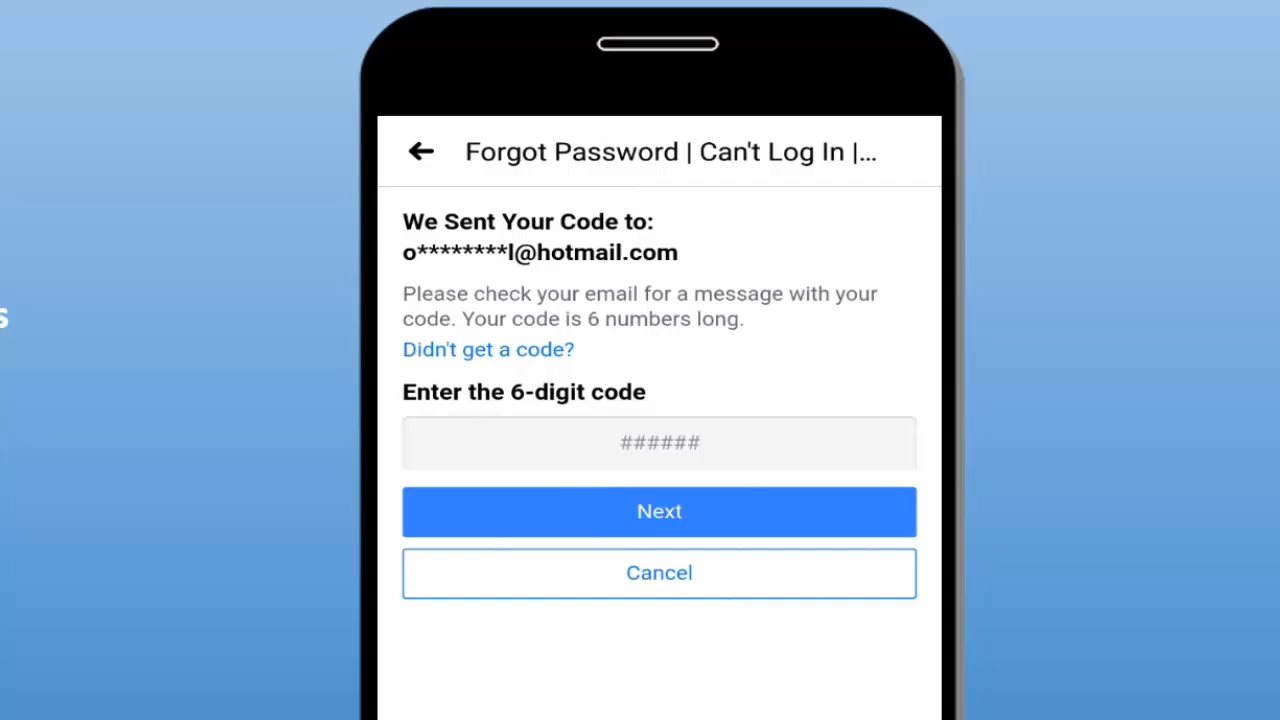 Forgot Password | Can't Log In |...
We Sent Your Code to:
o********l@hotmail.com
Please check your email for a message with your
code. Your code is 6 numbers long.
Didn't get a code?
s
Enter the 6-digit code
######
Next
Cancel